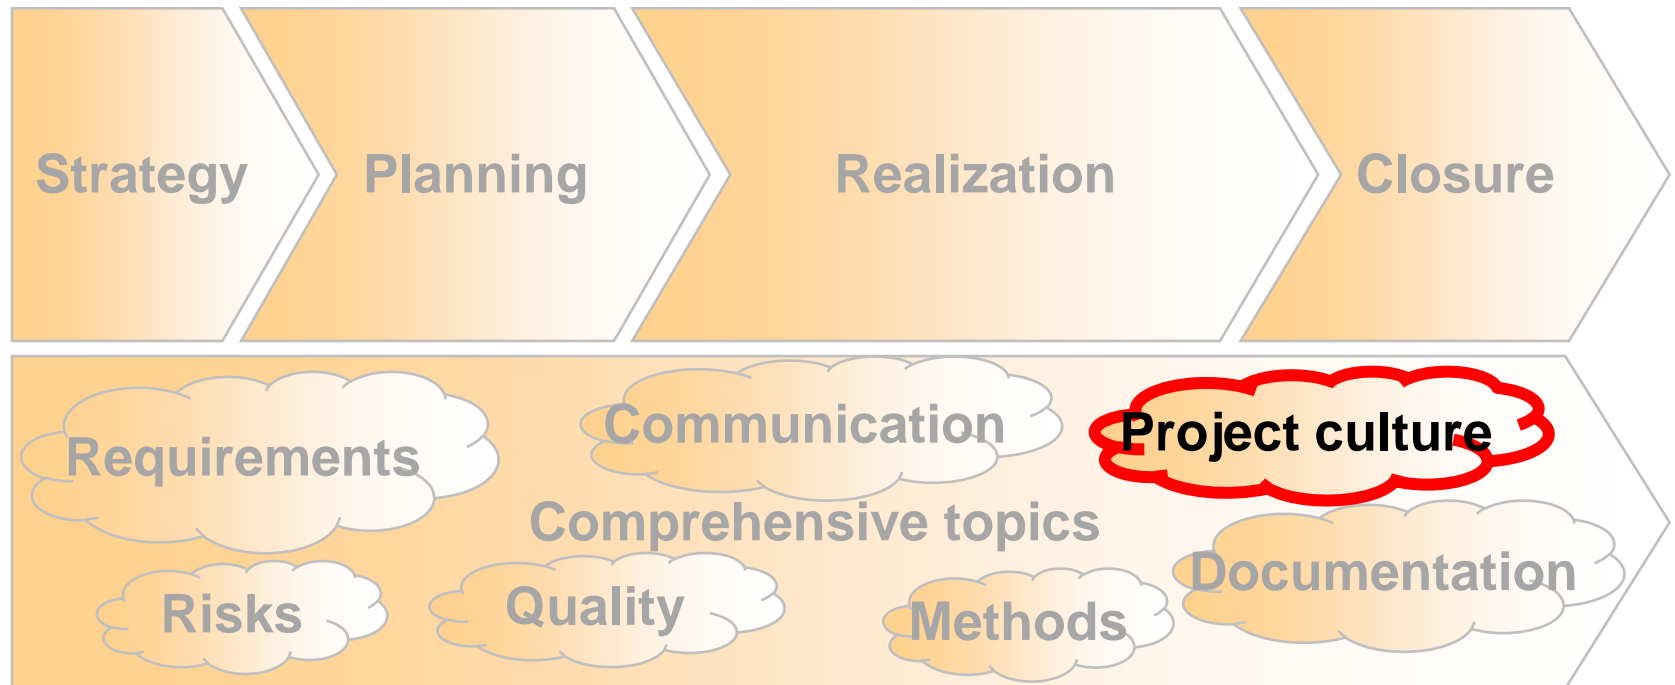 Strategy
Planning
Realization
Closure
Requirements
Communication
Project culture
Comprehensive topics
Risks
Quality
Methods
Documentation